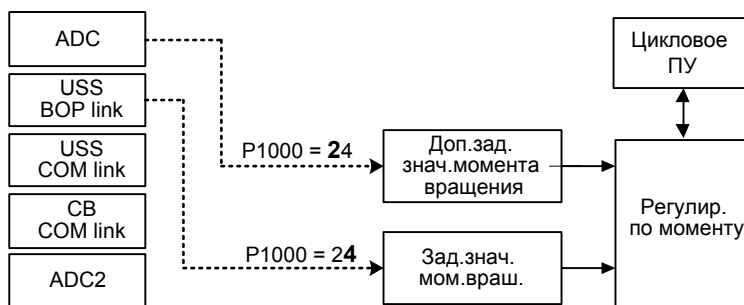 ADC
USS
BOP link
USS
COM link
CB
COM link
ADC2
P1000 = 24
P1000 = 24
Доп.зад.
знач.момента
вращения
Зад.знач.
мом.враш.
Цикловое
ПУ
Регулир.
по моменту